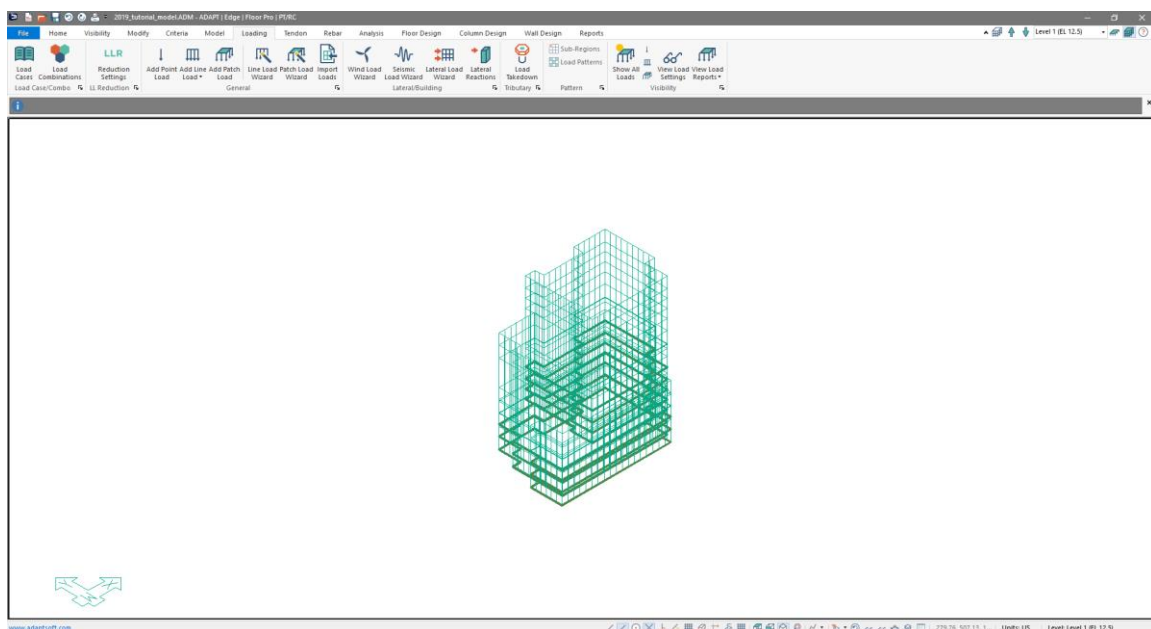 2019_tutorial_model.ADM - ADAPT | Edge | Floor Pro | PT/RC
File Home Visibility Modify Criteria Model Loading Tendon Rebar Analysis Floor Design Column Design Wall Design Reports Level 1 (EL 12.5)
LLR Sub-Regions
Load Patterns
Load Load Reduction Add Point Add Line Add Patch Line Load Patch Load Import Wind Load Seismic Lateral Load Lateral Load Show All View Load View Load
Cases Combinations Settings Load Load Load Wizard Wizard Loads Wizard Load Wizard Wizard Reactions Takedown Loads Settings Reports
Load Case/Combo LL Reduction General Lateral/Building Tributary Pattern Visibility
www.adaptsoft.com Units: US Level: Level 1 (EL 12.5)